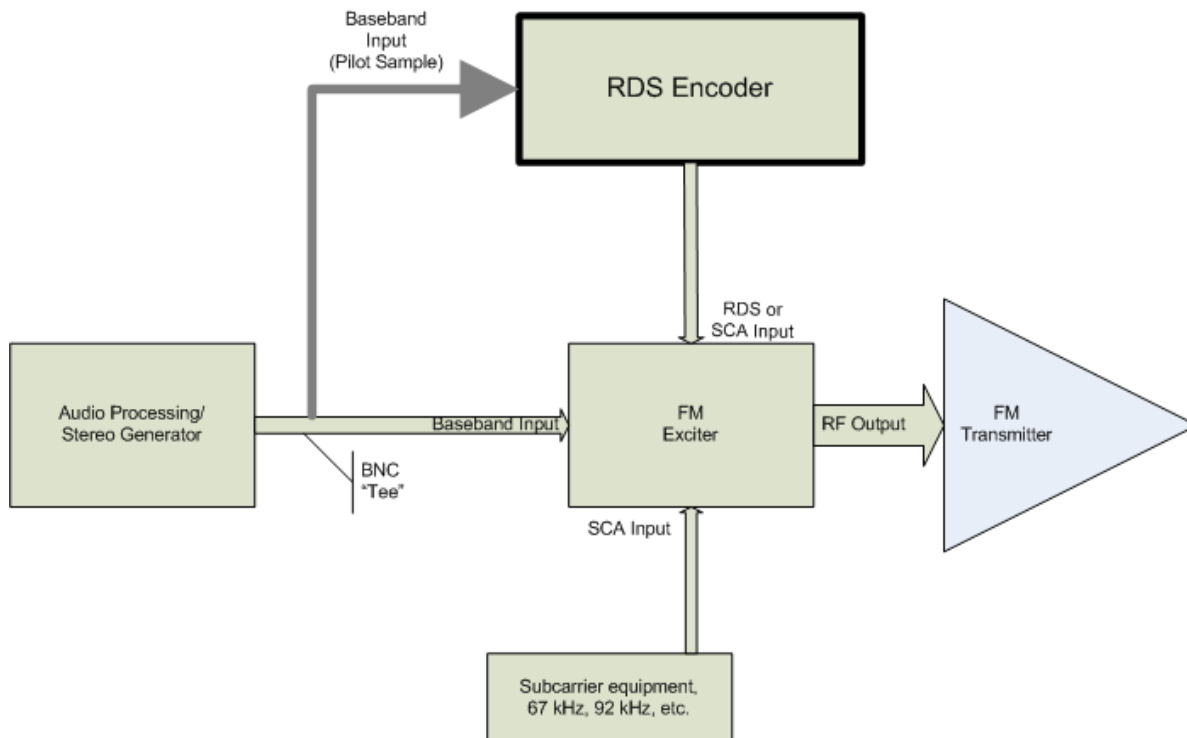 Baseband
Input
(Pilot Sample)
RDS Encoder
RDS or
SCA Input
Audio Processing/
Stereo Generator
Baseband Input
FM
Exciter
RF Output
FM
Transmitter
BNC
"Tee"
SCA Input
Subcarrier equipment,
67 kHz, 92 kHz, etc.